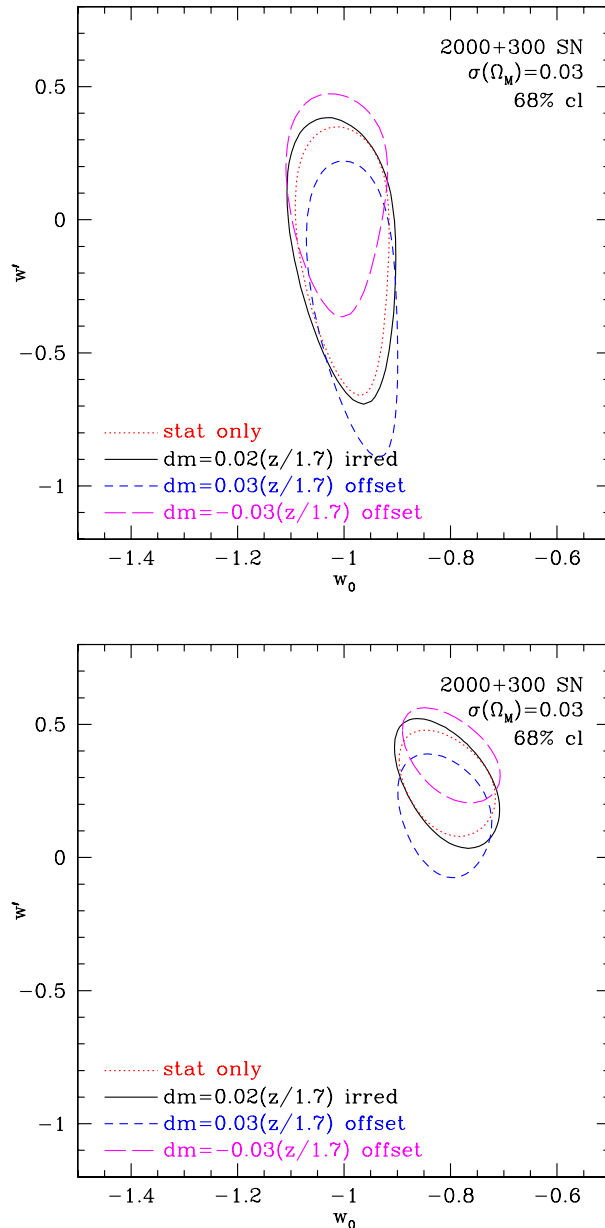 2000+300 SN
σ(Ω_M)=0.03
68% cl
0.5
0
w'
−0.5
stat only
dm=0.02(z/1.7) irred
dm=0.03(z/1.7) offset
−1
dm=−0.03(z/1.7) offset
−1.4 −1.2 −1 −0.8 −0.6
w_0
2000+300 SN
σ(Ω_M)=0.03
0.5
68% cl
0
w'
−0.5
stat only
−1
dm=0.02(z/1.7) irred
dm=0.03(z/1.7) offset
dm=−0.03(z/1.7) offset
−1.4 −1.2 −1 −0.8 −0.6
w_0